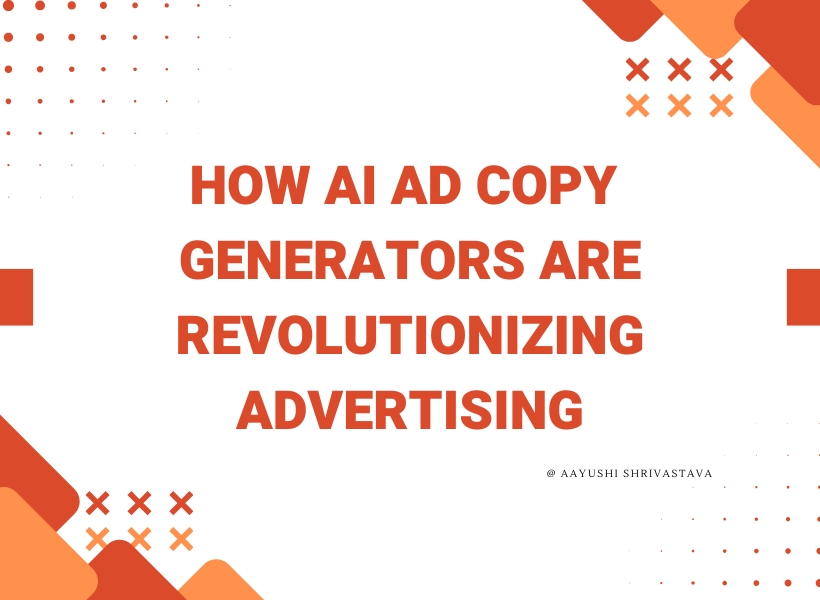 HOW AI AD COPY
GENERATORS ARE
REVOLUTIONIZING
ADVERTISING
@ AAYUSHI SHRIVASTAVA